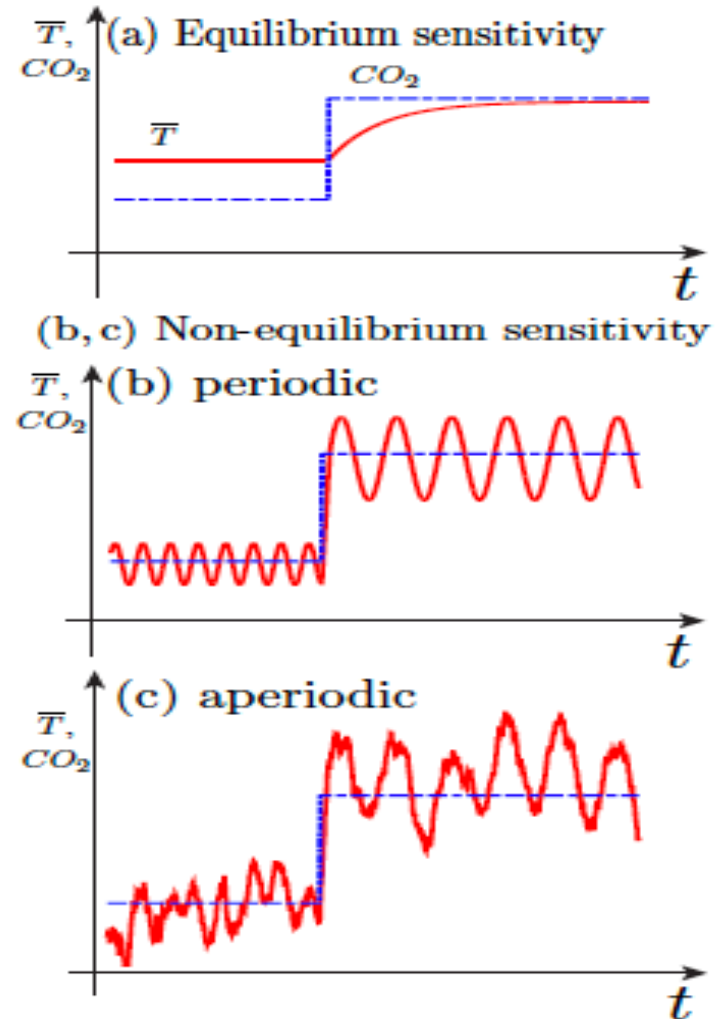 T̅, (a) Equilibrium sensitivity
CO₂
CO₂
T̅
t
(b, c) Non-equilibrium sensitivity
T̅, (b) periodic
CO₂
t
(c) aperiodic
T̅,
CO₂
t